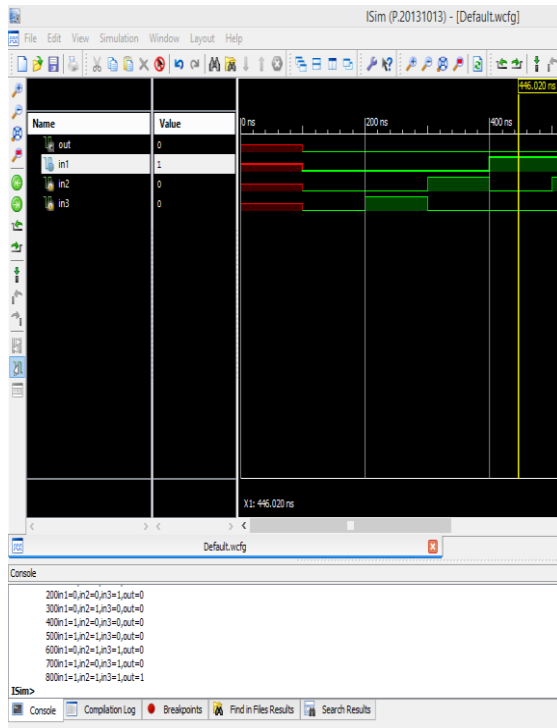 ISim (P.20131013) - [Default.wcfg]
File Edit View Simulation Window Layout Help
446.020 ns
Name Value 0 ns 200 ns 400 ns
out 0
in1 1
in2 0
in3 0
X1: 446.020 ns
Default.wcfg
Console
200in1=0,in2=0,in3=1,out=0
300in1=0,in2=1,in3=0,out=0
400in1=1,in2=1,in3=0,out=0
500in1=1,in2=0,in3=1,out=0
600in1=0,in2=1,in3=1,out=0
700in1=1,in2=0,in3=1,out=0
800in1=1,in2=1,in3=1,out=1
ISim>
Console Compilation Log Breakpoints Find in Files Results Search Results